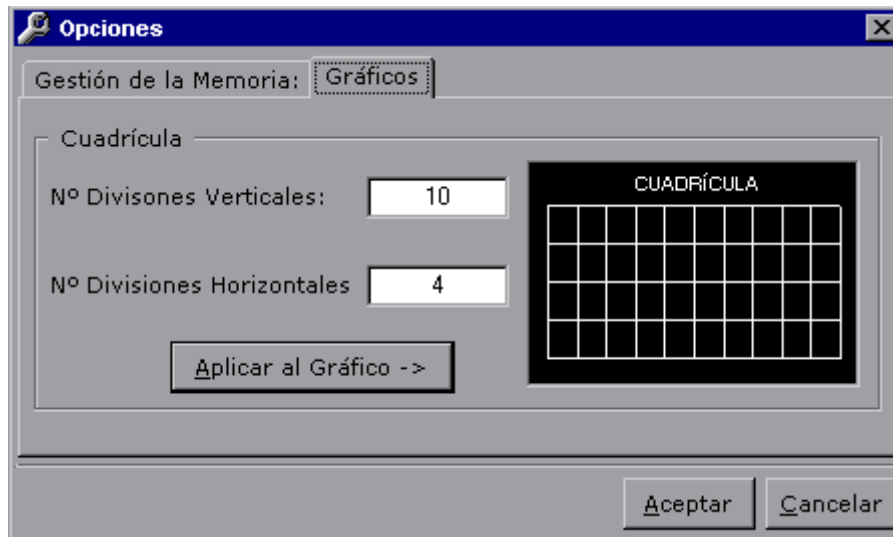 Opciones
Gestión de la Memoria: Gráficos
Cuadrícula
Nº Divisones Verticales: 10
CUADRÍCULA
Nº Divisiones Horizontales 4
Aplicar al Gráfico ->
Aceptar Cancelar